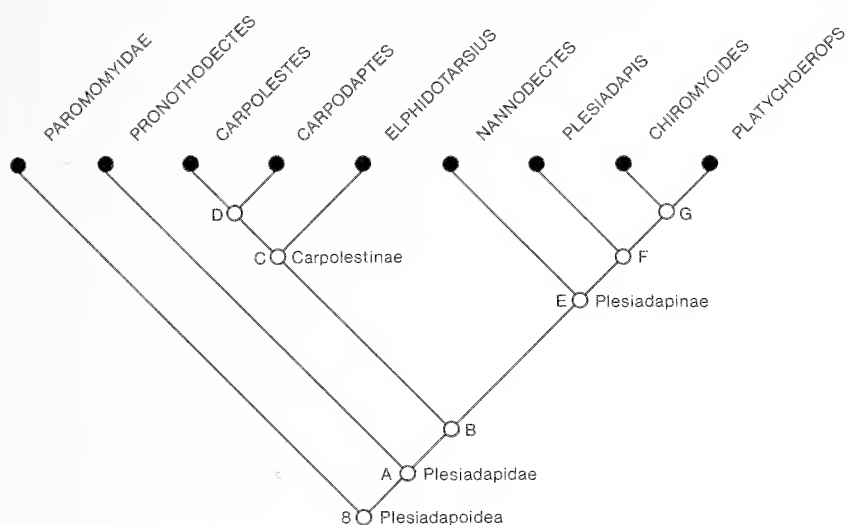 PAROMOMYIDAE
PRONOTHODECTES
CARPOLESTES
CARPODAPTES
ELPHIDOTARSIUS
NANNODECTES
PLESIADAPIS
CHIROMYOIDES
PLATYCHOEROPS
D
G
C Carpolestinae
F
E Plesiadapinae
B
A Plesiadapidae
8 Plesiadapoidea